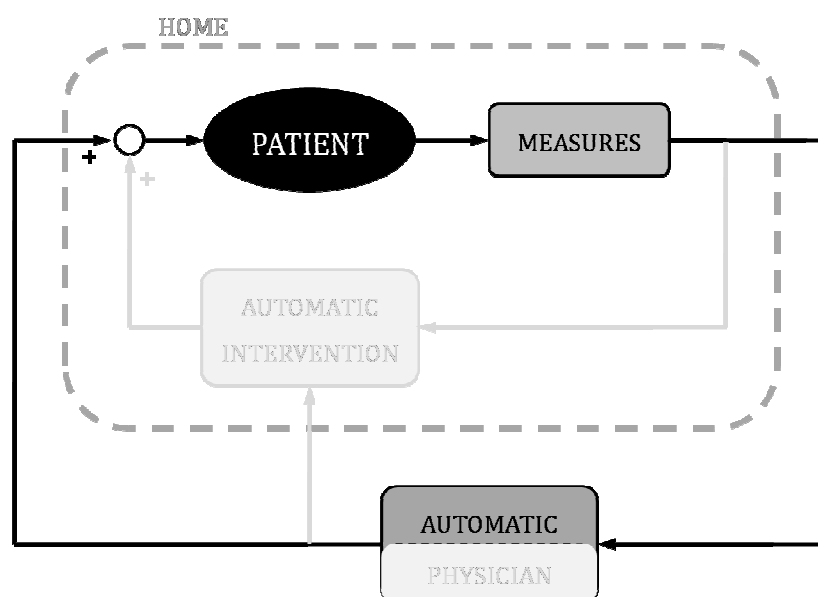 HOME
PATIENT
MEASURES
+
+
AUTOMATIC
INTERVENTION
AUTOMATIC
PHYSICIAN